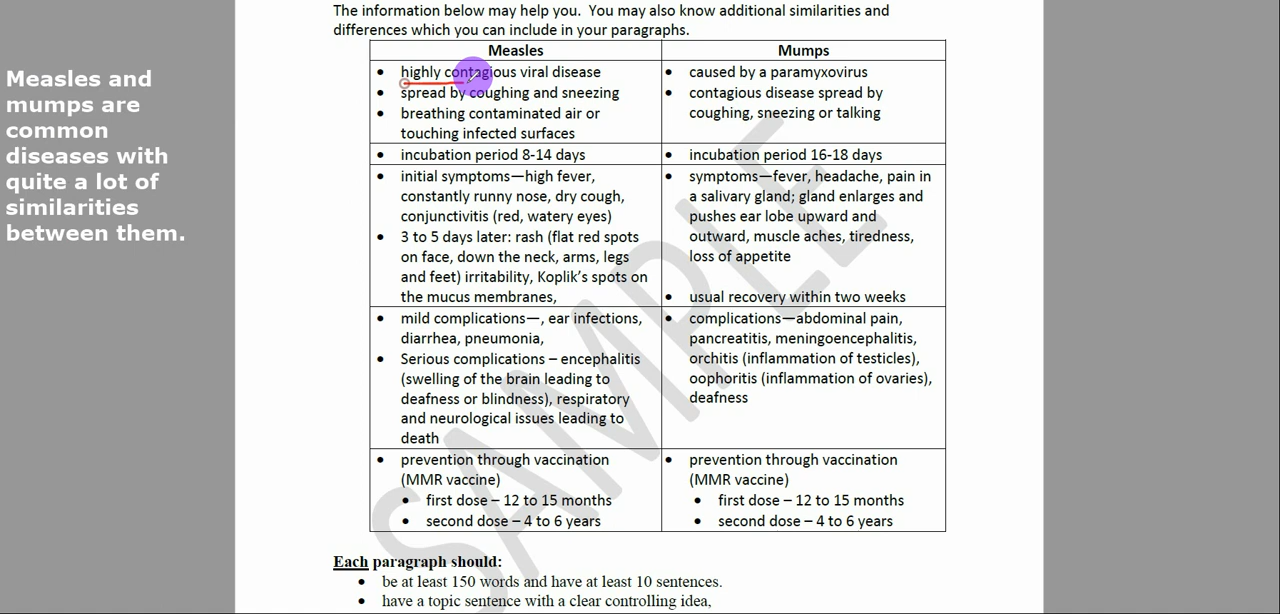 Measles and
mumps are
common
diseases with
quite a lot of
similarities
between them.
The information below may help you. You may also know additional similarities and
differences which you can include in your paragraphs.
Measles
Mumps
• highly contagious viral disease
• spread by coughing and sneezing
• breathing contaminated air or
touching infected surfaces
• caused by a paramyxovirus
• contagious disease spread by
coughing, sneezing or talking
• incubation period 8-14 days
• incubation period 16-18 days
• initial symptoms—high fever,
constantly runny nose, dry cough,
conjunctivitis (red, watery eyes)
• 3 to 5 days later: rash (flat red spots
on face, down the neck, arms, legs
and feet) irritability, Koplik's spots on
the mucus membranes,
• symptoms—fever, headache, pain in
a salivary gland; gland enlarges and
pushes ear lobe upward and
outward, muscle aches, tiredness,
loss of appetite
• usual recovery within two weeks
• mild complications—, ear infections,
diarrhea, pneumonia,
• Serious complications – encephalitis
(swelling of the brain leading to
deafness or blindness), respiratory
and neurological issues leading to
death
• complications—abdominal pain,
pancreatitis, meningoencephalitis,
orchitis (inflammation of testicles),
oophoritis (inflammation of ovaries),
deafness
• prevention through vaccination
(MMR vaccine)
• first dose – 12 to 15 months
• second dose – 4 to 6 years
• prevention through vaccination
(MMR vaccine)
• first dose – 12 to 15 months
• second dose – 4 to 6 years
SAMPLE
Each paragraph should:
• be at least 150 words and have at least 10 sentences.
• have a topic sentence with a clear controlling idea,